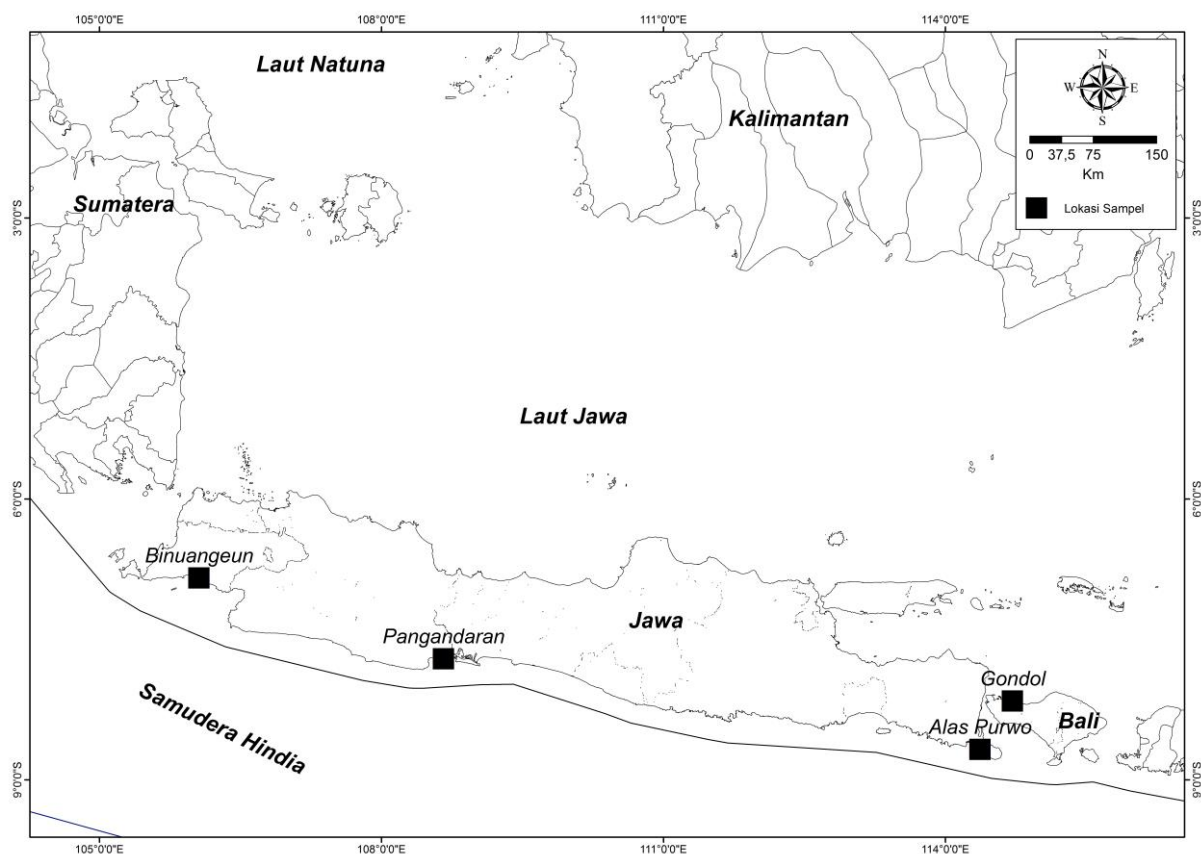 105°0'0"E
108°0'0"E
111°0'0"E
114°0'0"E
Laut Natuna
Kalimantan
N
W
E
S
0
37,5
75
150
Km
Lokasi Sampel
Sumatera
3°0'0"S
3°0'0"S
Laut Jawa
6°0'0"S
6°0'0"S
Binuangeun
Jawa
Pangandaran
Gondol
Alas Purwo
Bali
Samudera Hindia
9°0'0"S
9°0'0"S
105°0'0"E
108°0'0"E
111°0'0"E
114°0'0"E